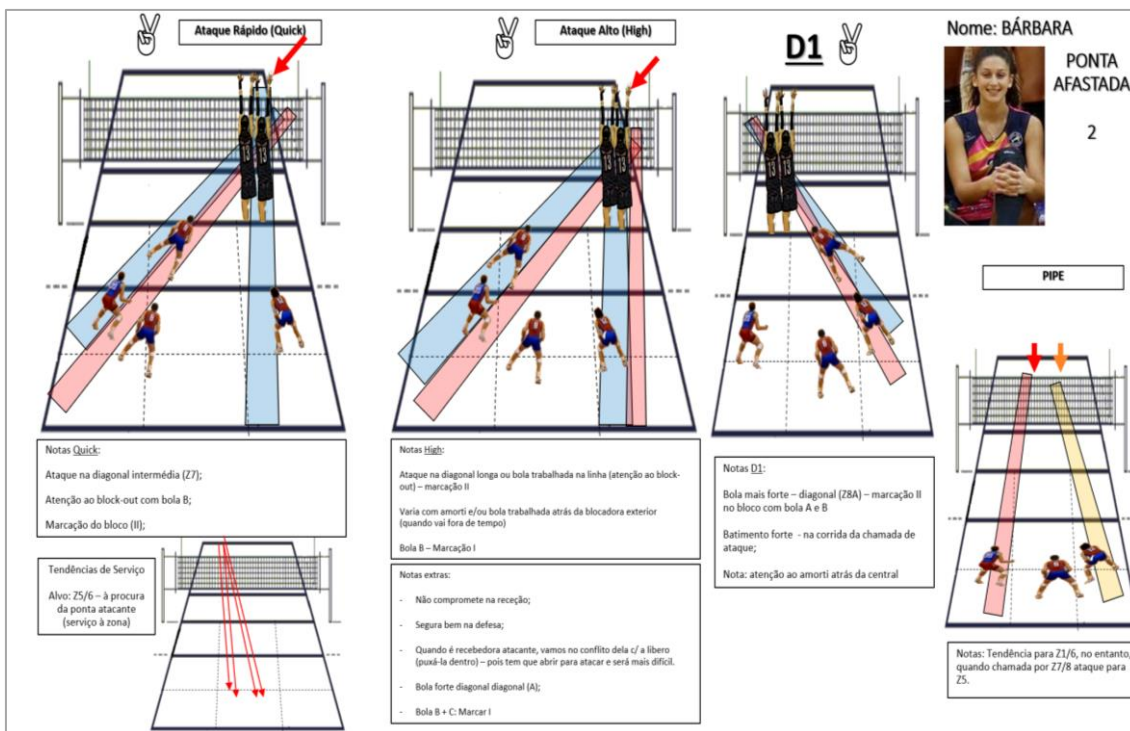 Ataque Rápido (Quick)
Ataque Alto (High)
D1
Nome: BÁRBARA
PONTA
AFASTADA
2
PIPE
Notas Quick:
Ataque na diagonal intermédia (Z7);
Atenção ao block-out com bola B;
Marcação do bloco (II);
Tendências de Serviço
Alvo: Z5/6 – à procura
da ponta atacante
(serviço à zona)
Notas High:
Ataque na diagonal longa ou bola trabalhada na linha (atenção ao block-
out) – marcação II
Varia com amorti e/ou bola trabalhada atrás da blocadora exterior
(quando vai fora de tempo)
Bola B – Marcação I
Notas extras:
- Não compromete na receção;
- Segura bem na defesa;
- Quando é recebedora atacante, vamos no conflito dela c/ a libero
(puxá-la dentro) – pois tem que abrir para atacar e será mais difícil.
- Bola forte diagonal diagonal (A);
- Bola B + C: Marcar I
Notas D1:
Bola mais forte – diagonal (Z8A) – marcação II
no bloco com bola A e B
Batimento forte - na corrida da chamada de
ataque;
Nota: atenção ao amorti atrás da central
Notas: Tendência para Z1/6, no entanto,
quando chamada por Z7/8 ataque para
Z5.